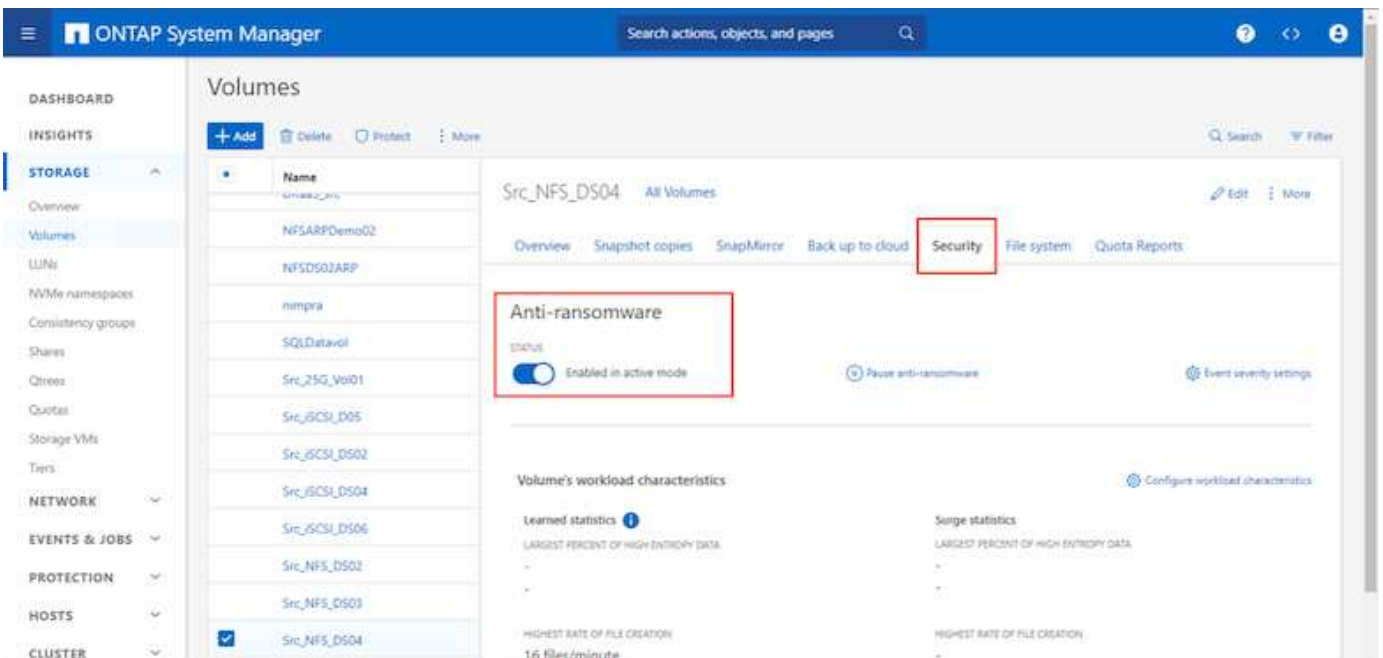 ONTAP System Manager
Search actions, objects, and pages
DASHBOARD
INSIGHTS
STORAGE
Overview
Volumes
LUNs
NVMe namespaces
Consistency groups
Shares
Qtrees
Quotas
Storage VMs
Tiers
NETWORK
EVENTS & JOBS
PROTECTION
HOSTS
CLUSTER
Volumes
+ Add Delete Protect More
Search Filter
Name
NFSARPDemo02
NFSDS02ARP
nimpra
SQLDatavol
Src_25G_Vol01
Src_iSCSI_D05
Src_iSCSI_DS02
Src_iSCSI_DS04
Src_iSCSI_DS06
Src_NFS_DS02
Src_NFS_DS03
Src_NFS_DS04
Src_NFS_DS04 All Volumes
Edit More
Overview Snapshot copies SnapMirror Back up to cloud Security File system Quota Reports
Anti-ransomware
STATUS
Enabled in active mode
Pause anti-ransomware
Event severity settings
Volume's workload characteristics
Configure workload characteristics
Learned statistics
LARGEST PERCENT OF HIGH ENTROPY DATA
-
-
HIGHEST RATE OF FILE CREATION
16 files/minute
Surge statistics
LARGEST PERCENT OF HIGH ENTROPY DATA
-
-
HIGHEST RATE OF FILE CREATION
-